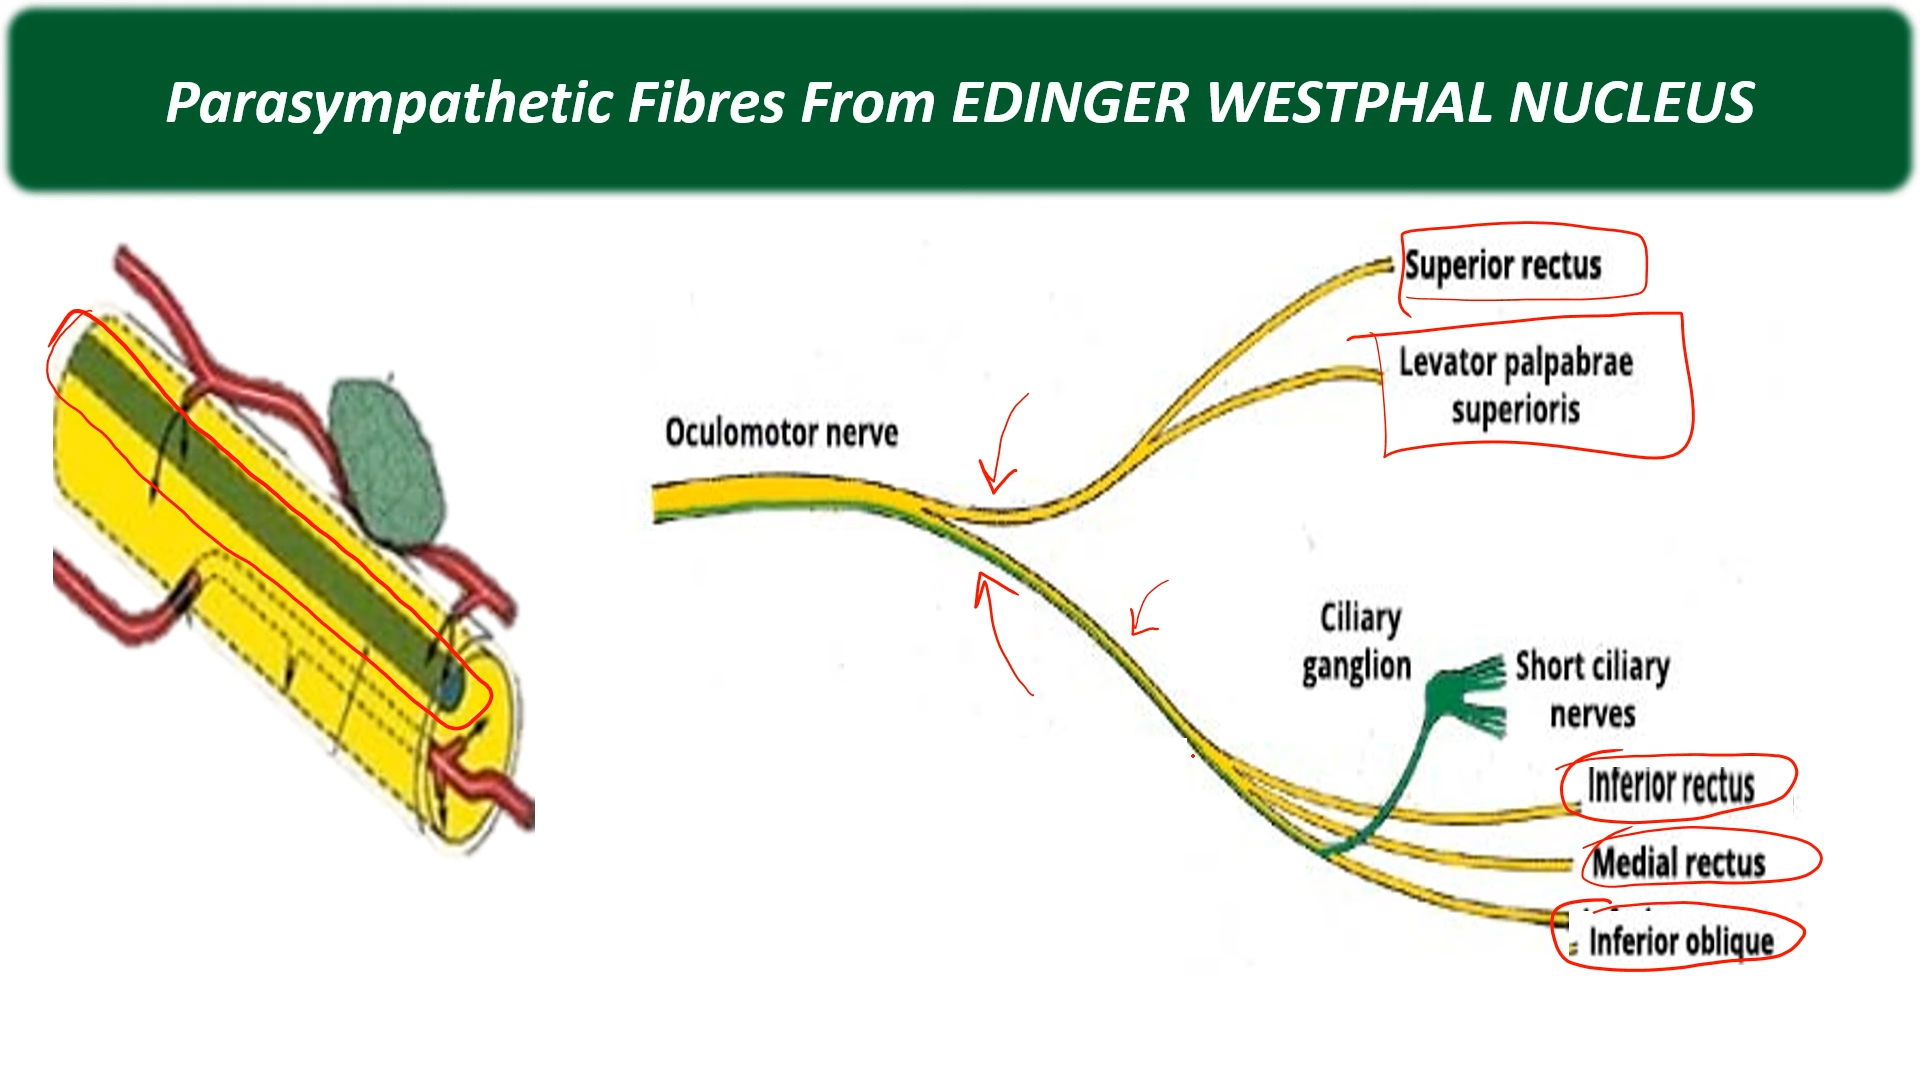 Parasympathetic Fibres From EDINGER WESTPHAL NUCLEUS
Superior rectus
Levator palpabrae
superioris
Oculomotor nerve
Ciliary
ganglion
Short ciliary
nerves
Inferior rectus
Medial rectus
Inferior oblique